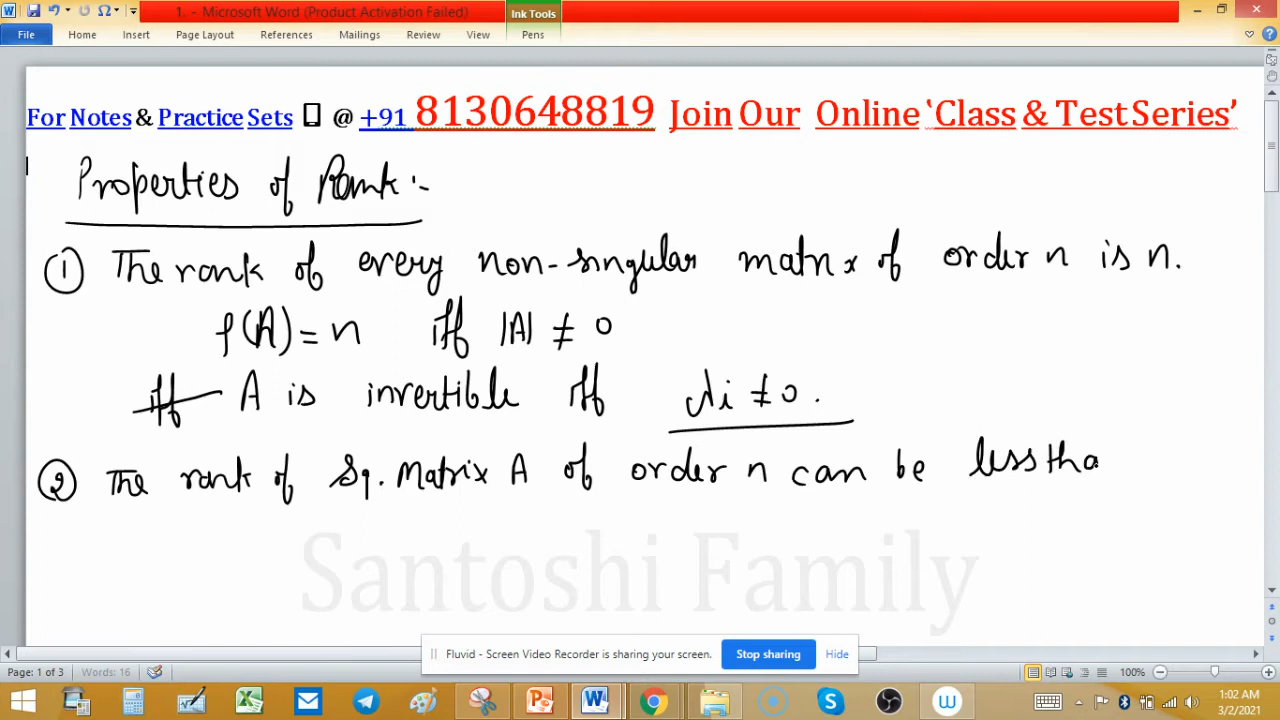 1. - Microsoft Word (Product Activation Failed)
Ink Tools
File Home Insert Page Layout References Mailings Review View Pens
For Notes & Practice Sets @ +91 8130648819 Join Our Online 'Class & Test Series'
Properties of Rank :-
① The rank of every non-singular matrix of order n is n.
ρ(A) = n iff |A| ≠ 0
iff A is invertible iff λi ≠ 0.
② The rank of Sq. Matrix A of order n can be less tha
Santoshi Family
Fluvid - Screen Video Recorder is sharing your screen. Stop sharing Hide
Page: 1 of 3 Words: 16 100%
1:02 AM
3/2/2021